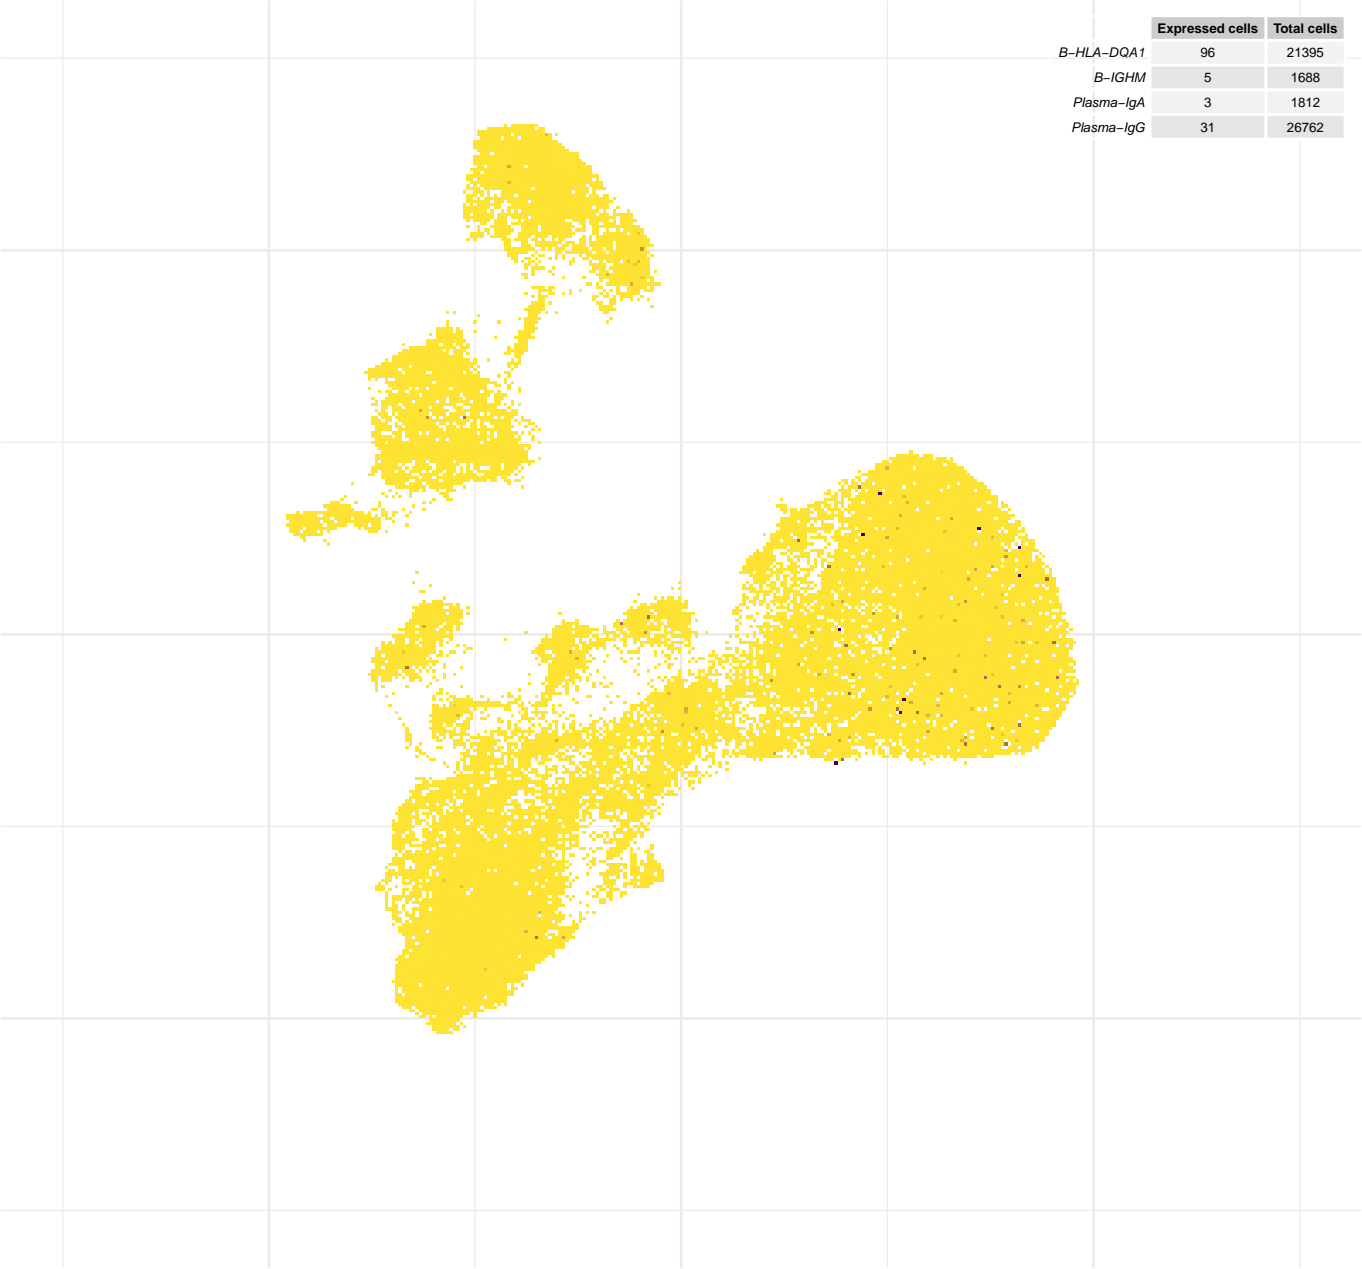 Expressed cells Total cells
B−HLA−DQA1 96 21395
B−IGHM 5 1688
Plasma−IgA 3 1812
Plasma−IgG 31 26762